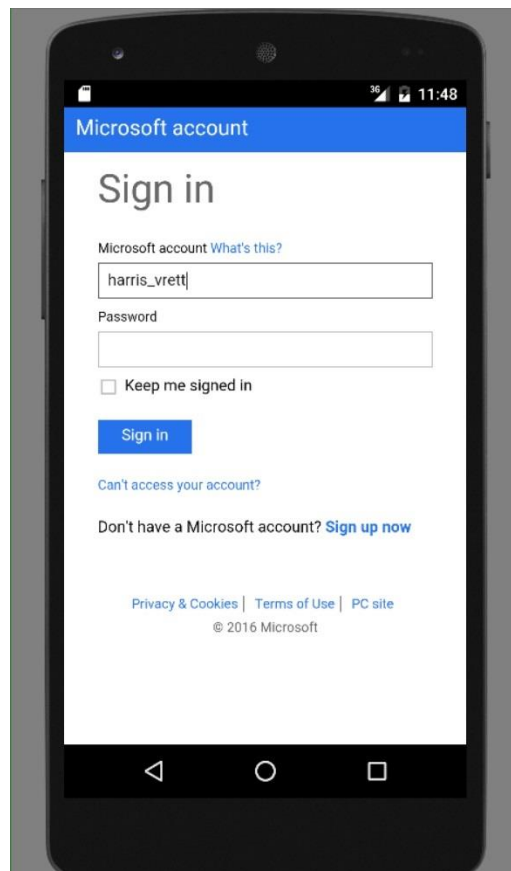 36 11:48
Microsoft account
Sign in
Microsoft account What's this?
harris_vrett
Password
Keep me signed in
Sign in
Can't access your account?
Don't have a Microsoft account? Sign up now
Privacy & Cookies | Terms of Use | PC site
© 2016 Microsoft